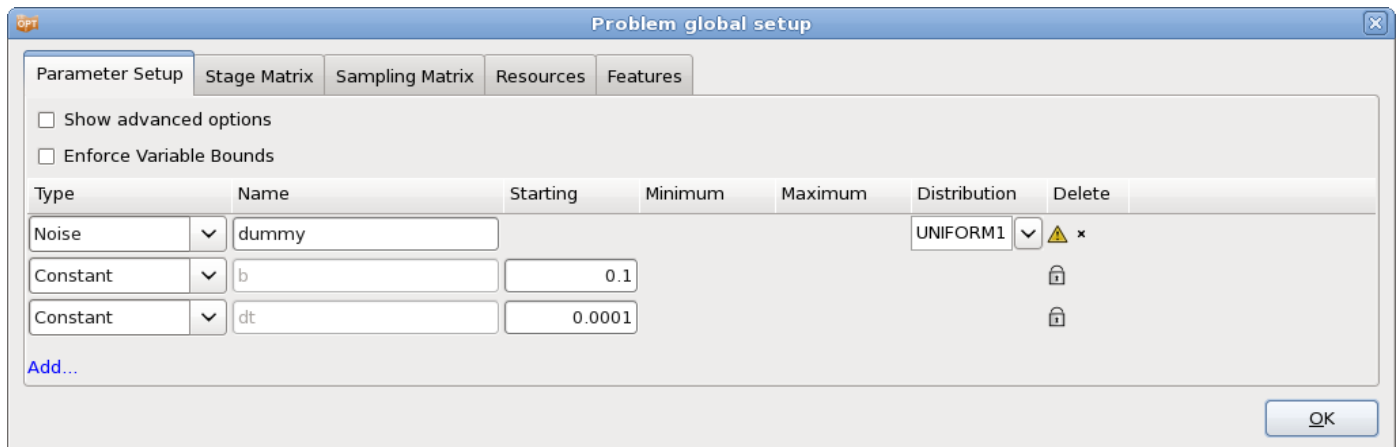 OPT Problem global setup
Parameter Setup Stage Matrix Sampling Matrix Resources Features
Show advanced options
Enforce Variable Bounds
Type Name Starting Minimum Maximum Distribution Delete
Noise dummy UNIFORM1
Constant b 0.1
Constant dt 0.0001
Add...
OK